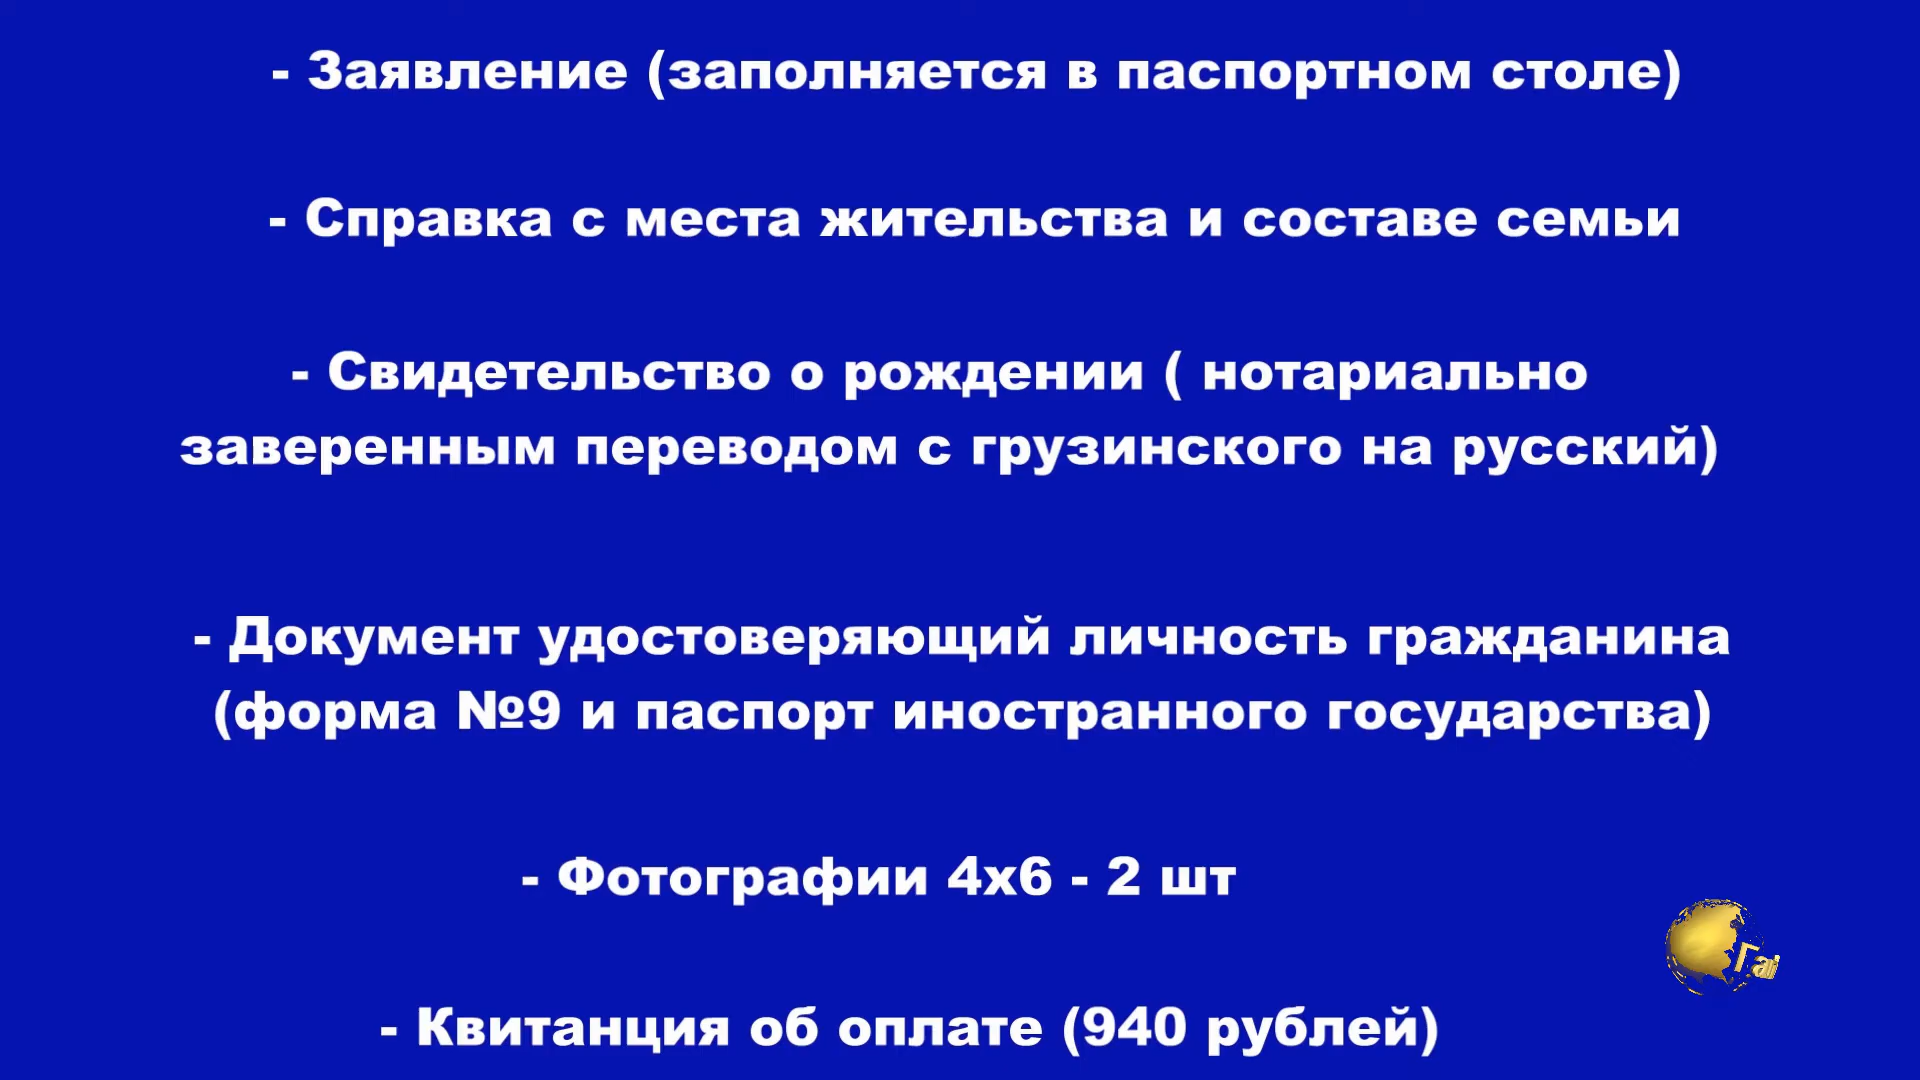 - Заявление (заполняется в паспортном столе)
- Справка с места жительства и составе семьи
- Свидетельство о рождении ( нотариально
заверенным переводом с грузинского на русский)
- Документ удостоверяющий личность гражданина
(форма №9 и паспорт иностранного государства)
- Фотографии 4х6 - 2 шт
Гаі
- Квитанция об оплате (940 рублей)